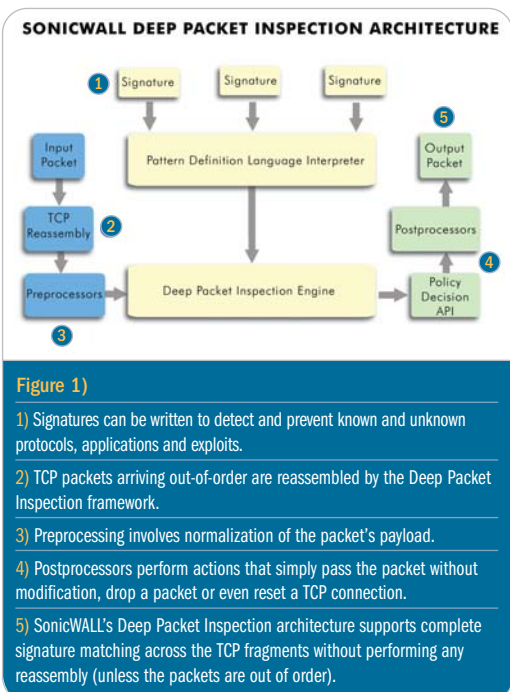 SONICWALL DEEP PACKET INSPECTION ARCHITECTURE
1 Signature Signature Signature
5
Input
Packet
Pattern Definition Language Interpreter
Output
Packet
TCP
Reassembly
2
Postprocessors
4
Preprocessors
Deep Packet Inspection Engine
Policy
Decision
API
3
Figure 1)
1) Signatures can be written to detect and prevent known and unknown
protocols, applications and exploits.
2) TCP packets arriving out-of-order are reassembled by the Deep Packet
Inspection framework.
3) Preprocessing involves normalization of the packet's payload.
4) Postprocessors perform actions that simply pass the packet without
modification, drop a packet or even reset a TCP connection.
5) SonicWALL's Deep Packet Inspection architecture supports complete
signature matching across the TCP fragments without performing any
reassembly (unless the packets are out of order).